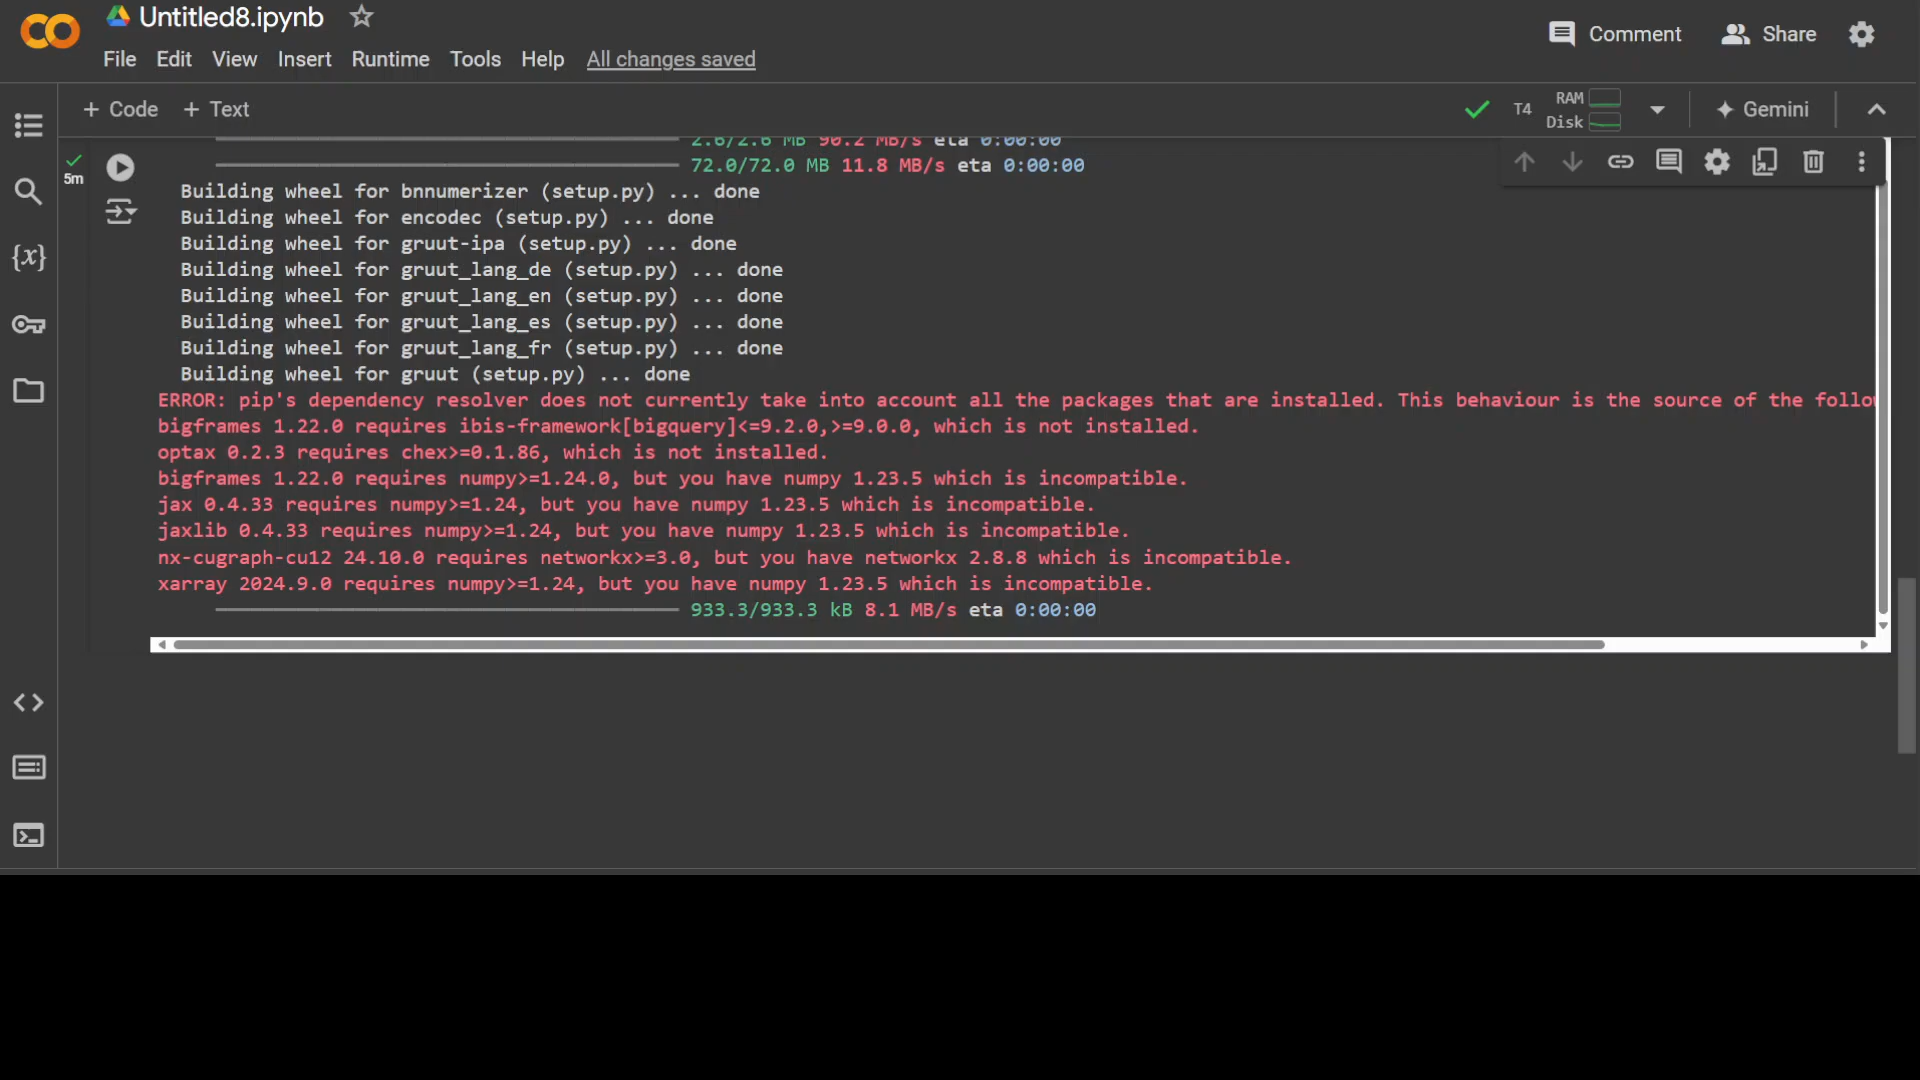 Untitled8.ipynb
Comment
Share
File Edit View Insert Runtime Tools Help All changes saved
+ Code + Text
T4
RAM
Disk
Gemini
2.6/2.6 MB 90.2 MB/s eta 0:00:00
5m
72.0/72.0 MB 11.8 MB/s eta 0:00:00
Building wheel for bnnumerizer (setup.py) ... done
Building wheel for encodec (setup.py) ... done
Building wheel for gruut-ipa (setup.py) ... done
Building wheel for gruut_lang_de (setup.py) ... done
Building wheel for gruut_lang_en (setup.py) ... done
Building wheel for gruut_lang_es (setup.py) ... done
Building wheel for gruut_lang_fr (setup.py) ... done
Building wheel for gruut (setup.py) ... done
ERROR: pip's dependency resolver does not currently take into account all the packages that are installed. This behaviour is the source of the follo
bigframes 1.22.0 requires ibis-framework[bigquery]<=9.2.0,>=9.0.0, which is not installed.
optax 0.2.3 requires chex>=0.1.86, which is not installed.
bigframes 1.22.0 requires numpy>=1.24.0, but you have numpy 1.23.5 which is incompatible.
jax 0.4.33 requires numpy>=1.24, but you have numpy 1.23.5 which is incompatible.
jaxlib 0.4.33 requires numpy>=1.24, but you have numpy 1.23.5 which is incompatible.
nx-cugraph-cu12 24.10.0 requires networkx>=3.0, but you have networkx 2.8.8 which is incompatible.
xarray 2024.9.0 requires numpy>=1.24, but you have numpy 1.23.5 which is incompatible.
933.3/933.3 kB 8.1 MB/s eta 0:00:00